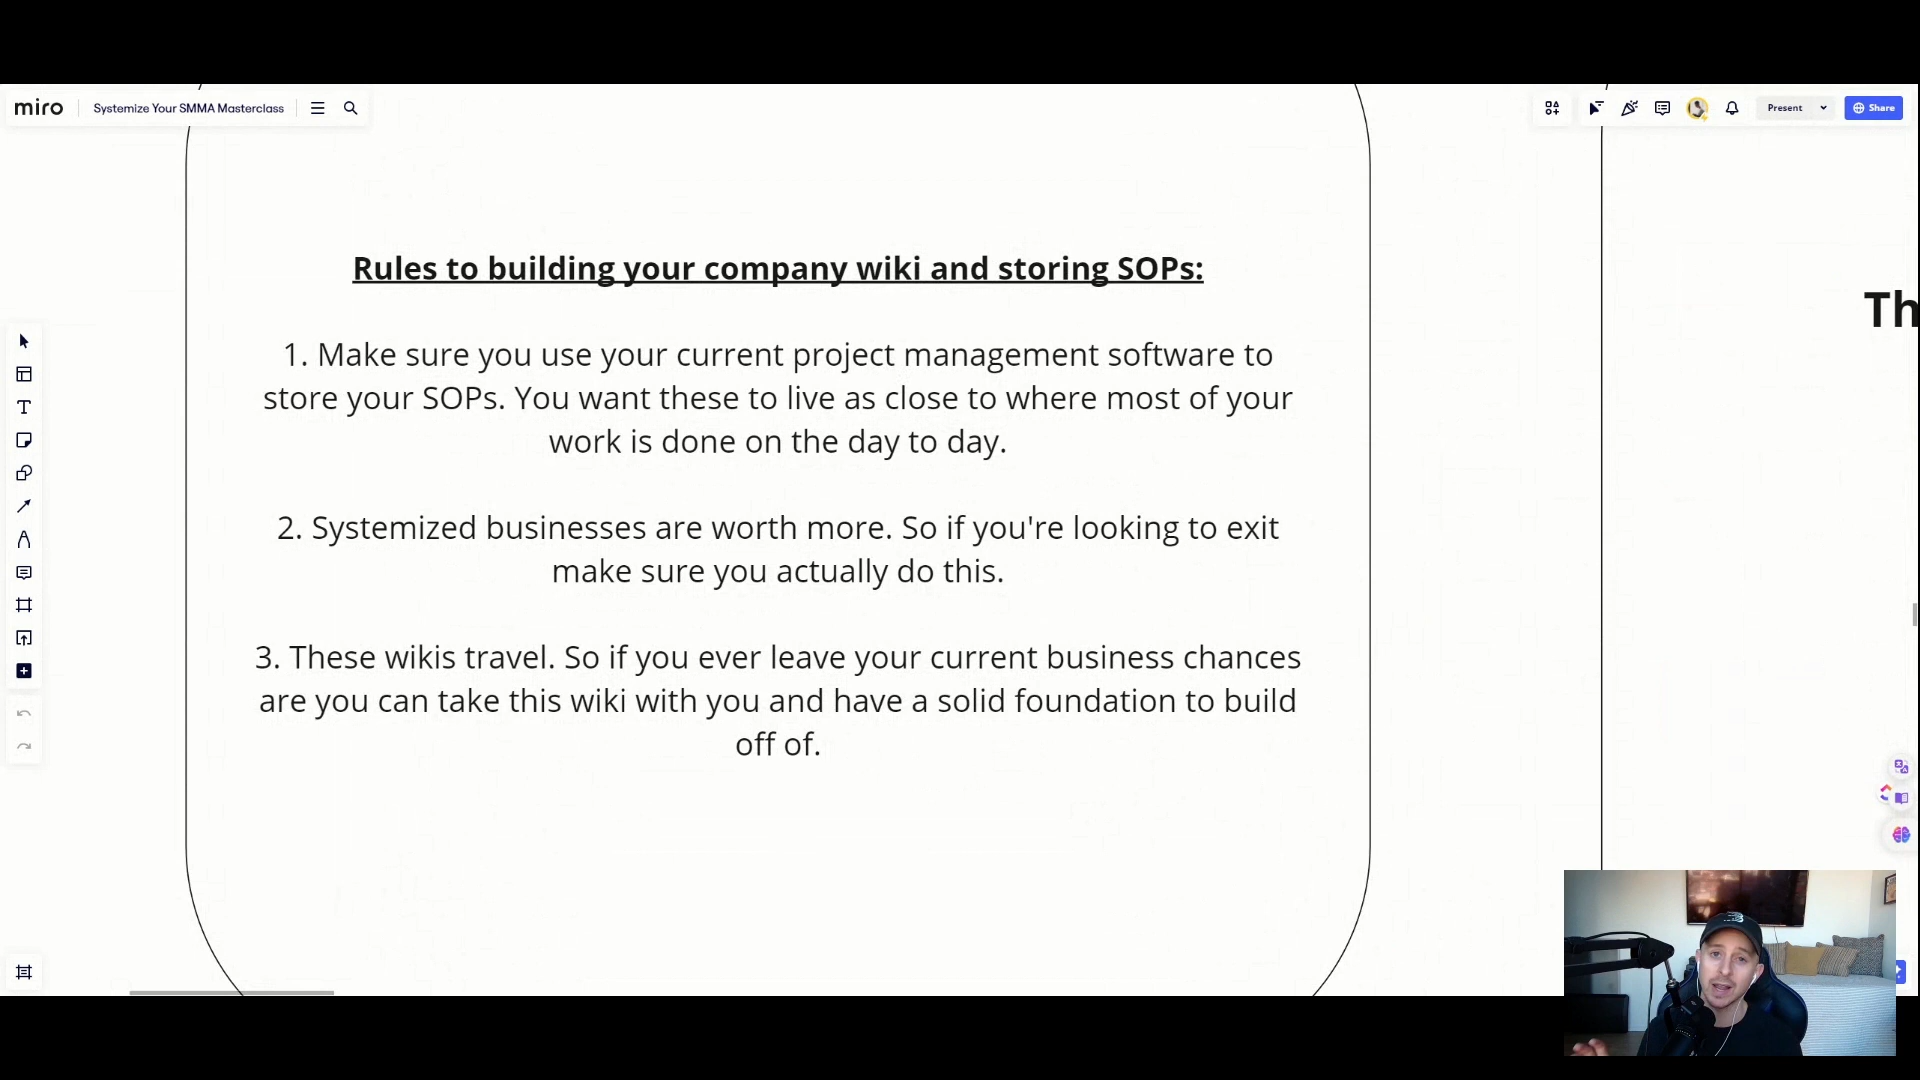 miro
Systemize Your SMMA Masterclass
Present
Share
Rules to building your company wiki and storing SOPs:
1. Make sure you use your current project management software to
store your SOPs. You want these to live as close to where most of your
work is done on the day to day.
2. Systemized businesses are worth more. So if you're looking to exit
make sure you actually do this.
3. These wikis travel. So if you ever leave your current business chances
are you can take this wiki with you and have a solid foundation to build
off of.
Th